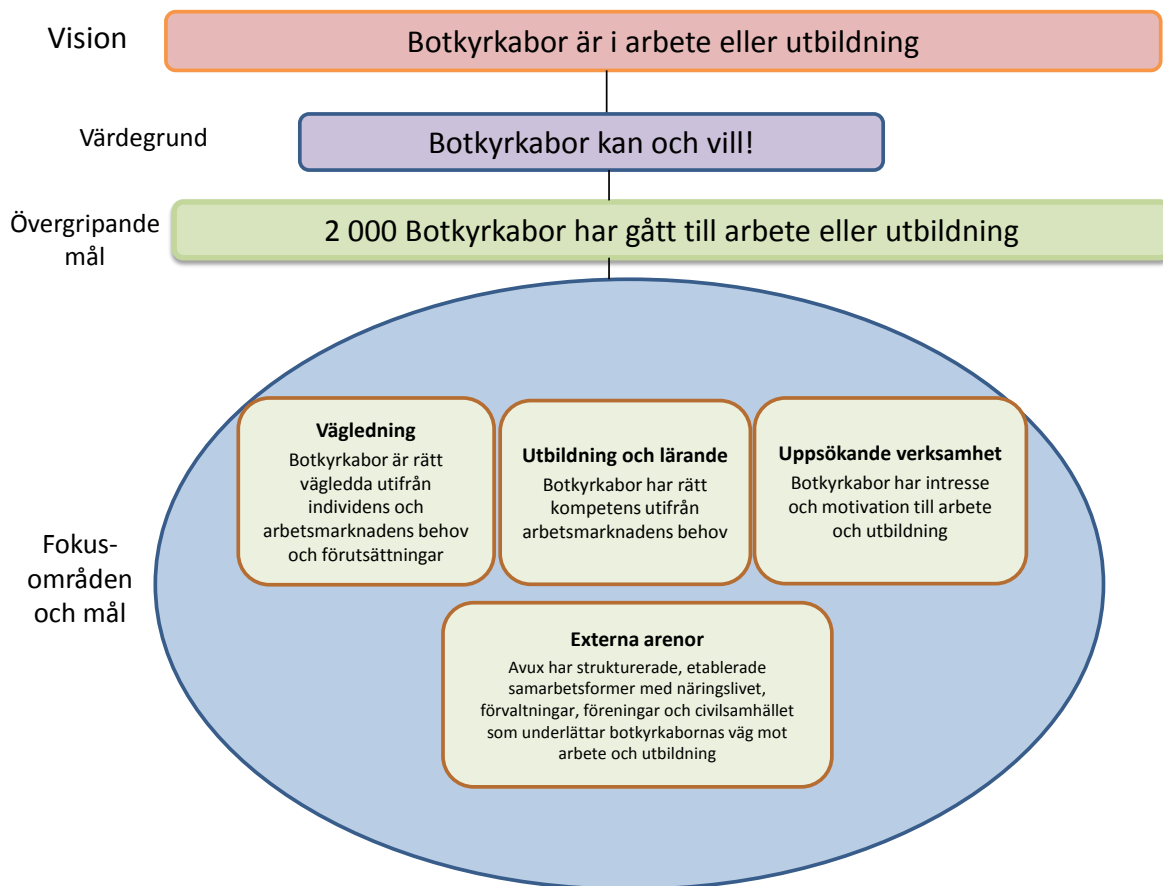 Vision
Botkyrkabor är i arbete eller utbildning
Värdegrund
Botkyrkabor kan och vill!
Övergripande
mål
2 000 Botkyrkabor har gått till arbete eller utbildning
Fokus-
områden
och mål
Vägledning
Botkyrkabor är rätt
vägledda utifrån
individens och
arbetsmarknadens behov
och förutsättningar
Utbildning och lärande
Botkyrkabor har rätt
kompetens utifrån
arbetsmarknadens behov
Uppsökande verksamhet
Botkyrkabor har intresse
och motivation till arbete
och utbildning
Externa arenor
Avux har strukturerade, etablerade
samarbetsformer med näringslivet,
förvaltningar, föreningar och civilsamhället
som underlättar botkyrkabornas väg mot
arbete och utbildning